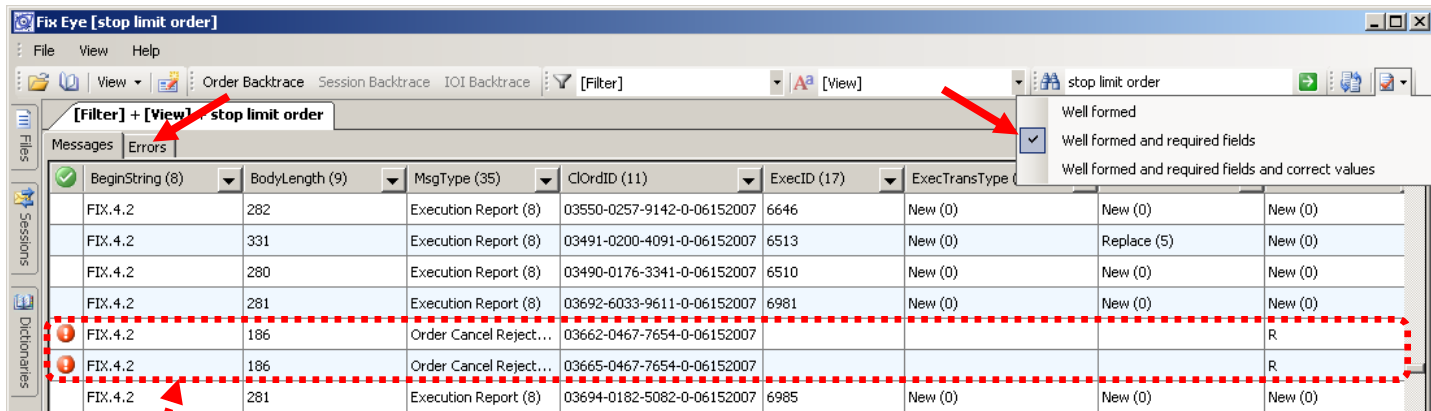 Fix Eye [stop limit order]
File View Help
View Order Backtrace Session Backtrace IOI Backtrace [Filter] Aa [View] stop limit order
Well formed
Well formed and required fields
Well formed and required fields and correct values
[Filter] + [View] + stop limit order
Messages Errors
Files
Sessions
Dictionaries
BeginString (8) BodyLength (9) MsgType (35) ClOrdID (11) ExecID (17) ExecTransType
FIX.4.2 282 Execution Report (8) 03550-0257-9142-0-06152007 6646 New (0) New (0) New (0)
FIX.4.2 331 Execution Report (8) 03491-0200-4091-0-06152007 6513 New (0) Replace (5) New (0)
FIX.4.2 280 Execution Report (8) 03490-0176-3341-0-06152007 6510 New (0) New (0) New (0)
FIX.4.2 281 Execution Report (8) 03692-6033-9611-0-06152007 6981 New (0) New (0) New (0)
FIX.4.2 186 Order Cancel Reject... 03662-0467-7654-0-06152007 R
FIX.4.2 186 Order Cancel Reject... 03665-0467-7654-0-06152007 R
FIX.4.2 281 Execution Report (8) 03694-0182-5082-0-06152007 6985 New (0) New (0) New (0)